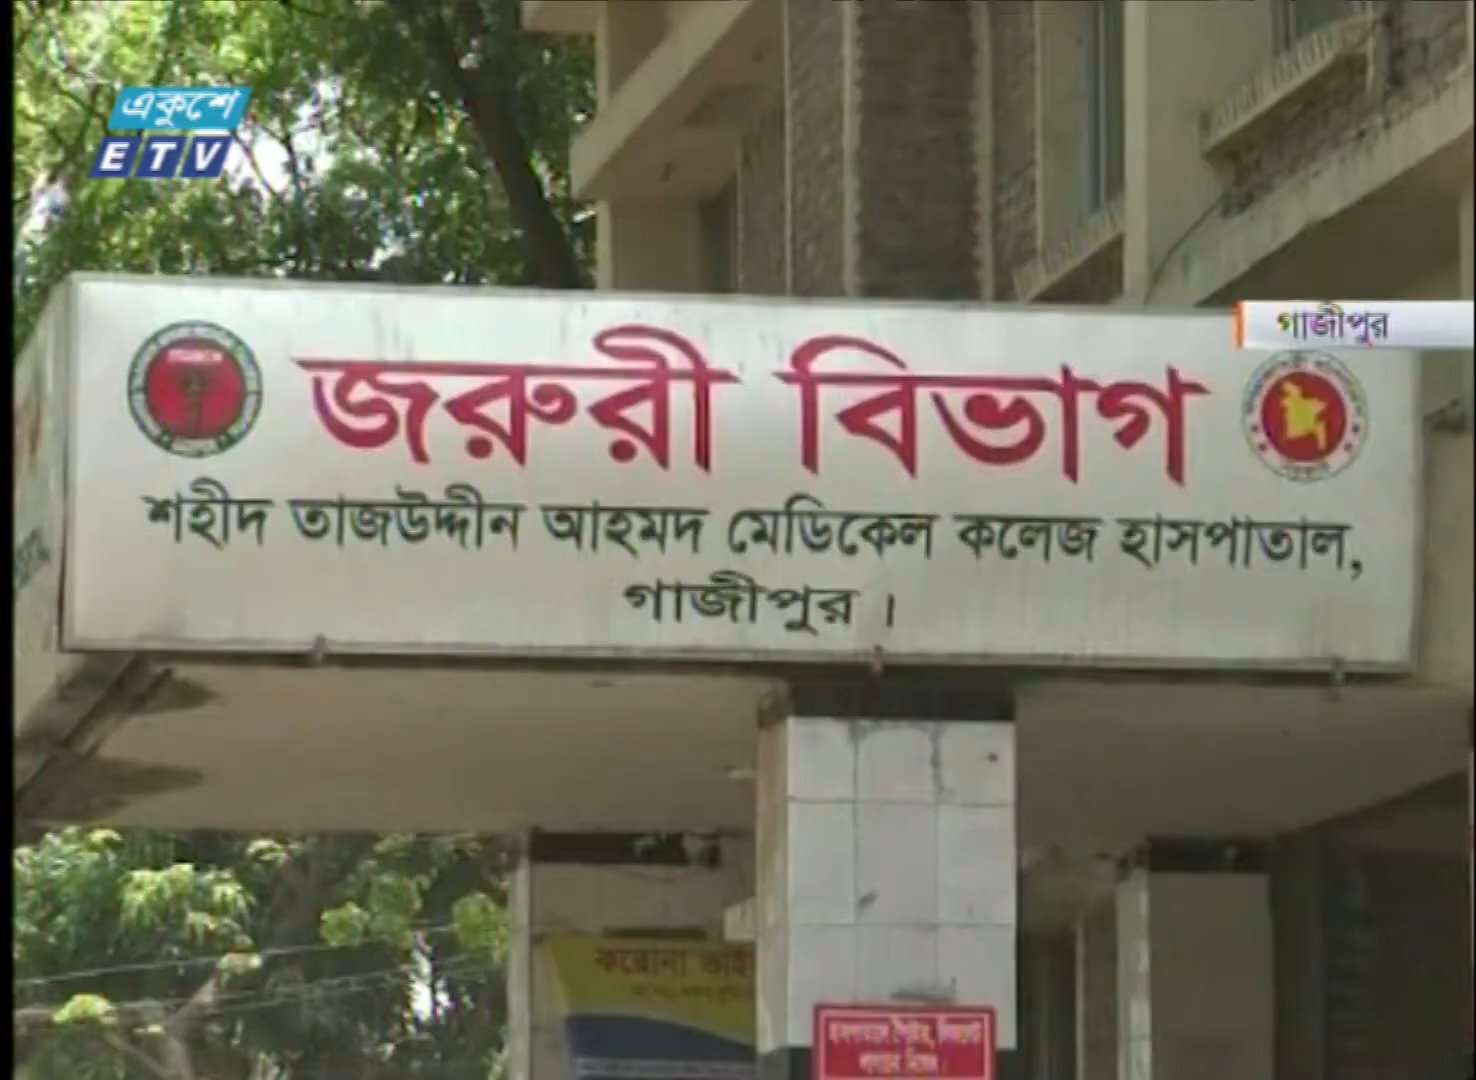 একুশে
ETV
গাজীপুর
জরুরী বিভাগ
শহীদ তাজউদ্দীন আহমদ মেডিকেল কলেজ হাসপাতাল,
গাজীপুর।
করোনা ভাই